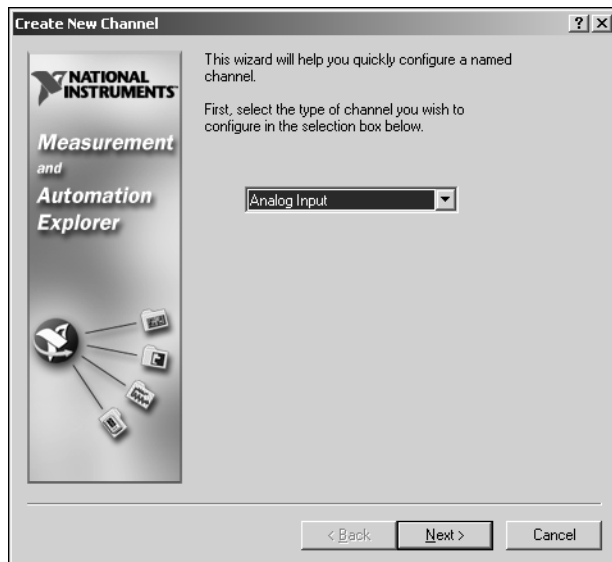 Create New Channel
NATIONAL
INSTRUMENTS
Measurement
and
Automation
Explorer
This wizard will help you quickly configure a named
channel.
First, select the type of channel you wish to
configure in the selection box below.
Analog Input
< Back
Next >
Cancel